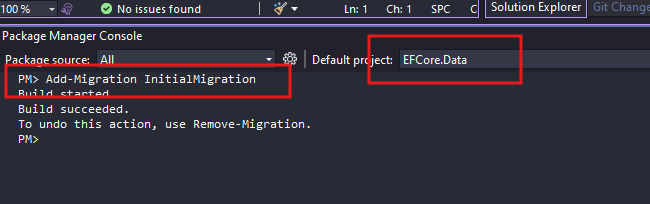 100 % No issues found Ln: 1 Ch: 1 SPC C Solution Explorer Git Changes
Package Manager Console
Package source: All Default project: EFCore.Data
PM> Add-Migration InitialMigration
Build started
Build succeeded.
To undo this action, use Remove-Migration.
PM>